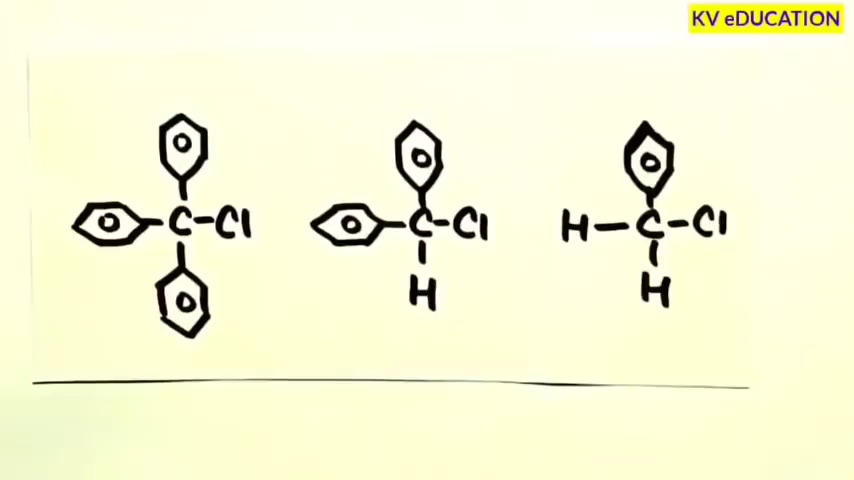 KV eDUCATION
C-Cl
C-Cl
H
H-C-Cl
H